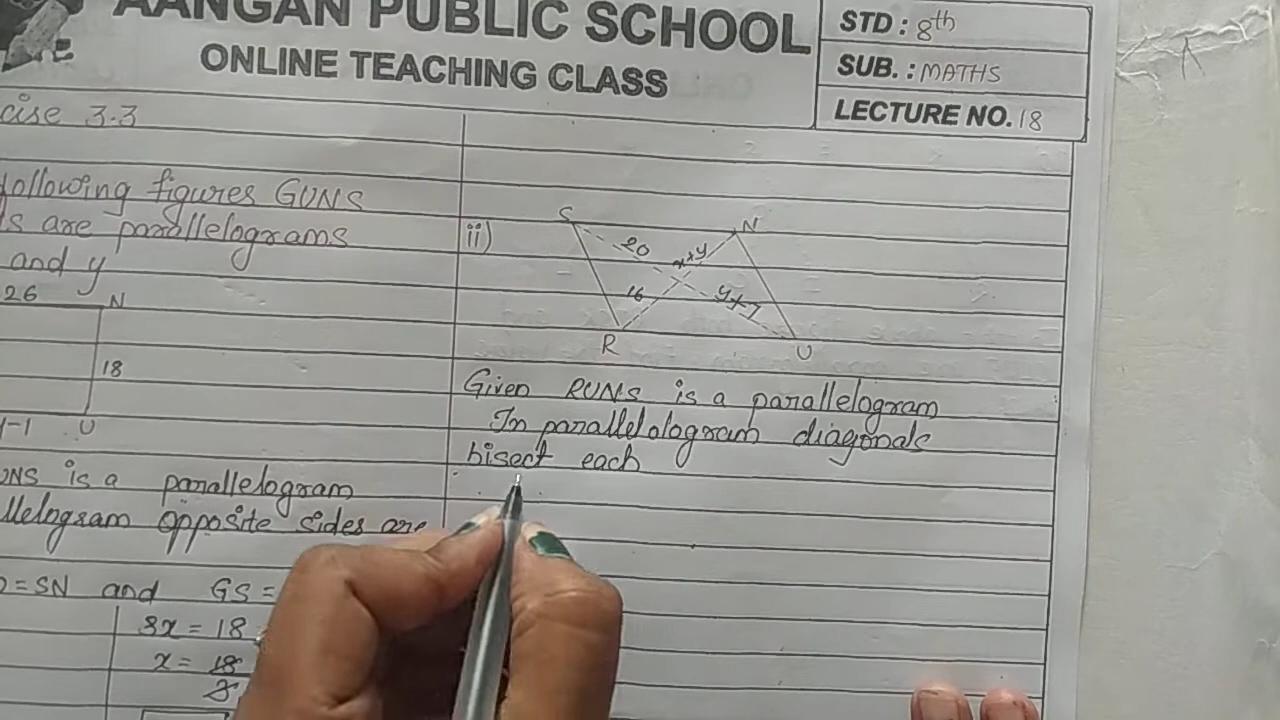 AANGAN PUBLIC SCHOOL
ONLINE TEACHING CLASS
STD : 8th
SUB. : MATHS
LECTURE NO. 18
cise 3.3
following figures GUNS
s are parallelograms
and y
26 N
18
y-1 U
UNS is a parallelogram
llelogram opposite sides are
= SN and GS =
3x = 18
x = 18
3
ii)
S N
20 x+y
16 y+7
R U
Given RUNS is a parallelogram
In parallelologram diagonals
bisect each